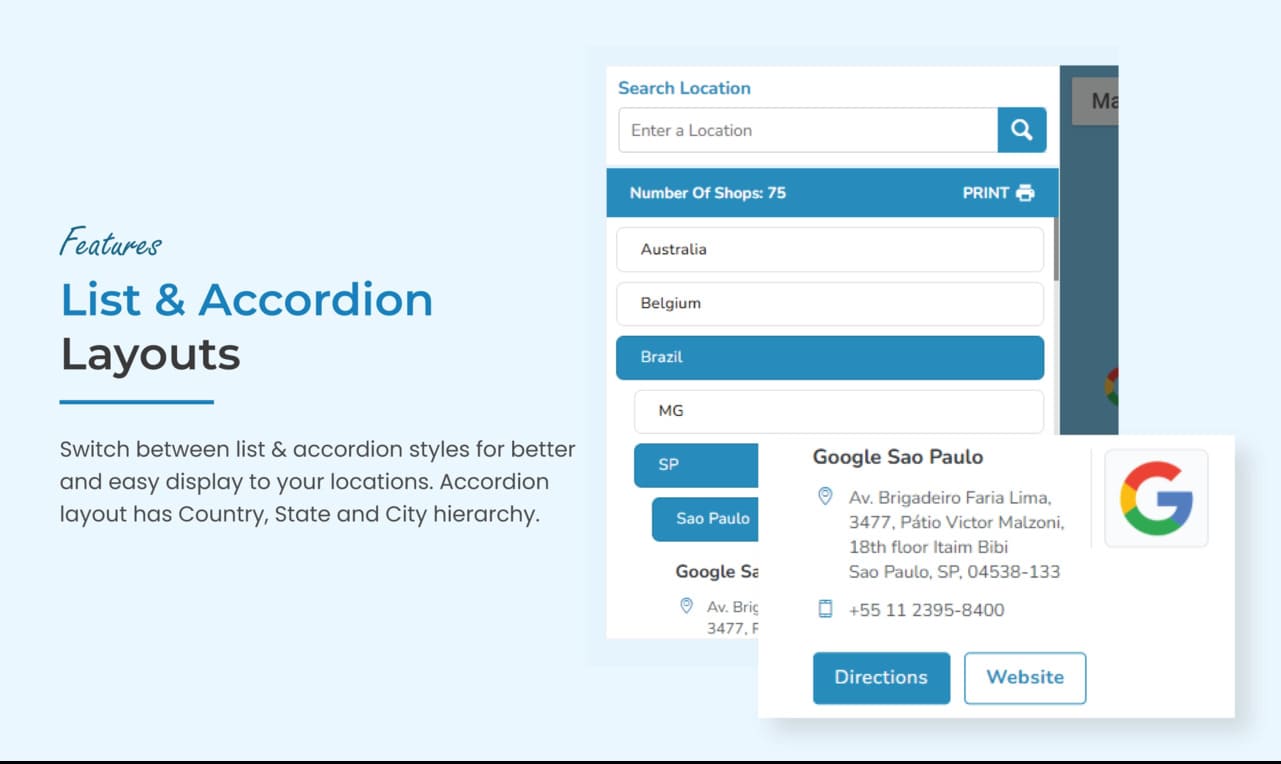 Features
List & Accordion
Layouts
Switch between list & accordion styles for better
and easy display to your locations. Accordion
layout has Country, State and City hierarchy.
Search Location
Enter a Location
Number Of Shops: 75
PRINT
Australia
Belgium
Brazil
MG
SP
Sao Paulo
Google Sa
Av. Brig
3477, P
Ma
Google Sao Paulo
Av. Brigadeiro Faria Lima,
3477, Pátio Victor Malzoni,
18th floor Itaim Bibi
Sao Paulo, SP, 04538-133
+55 11 2395-8400
Directions
Website